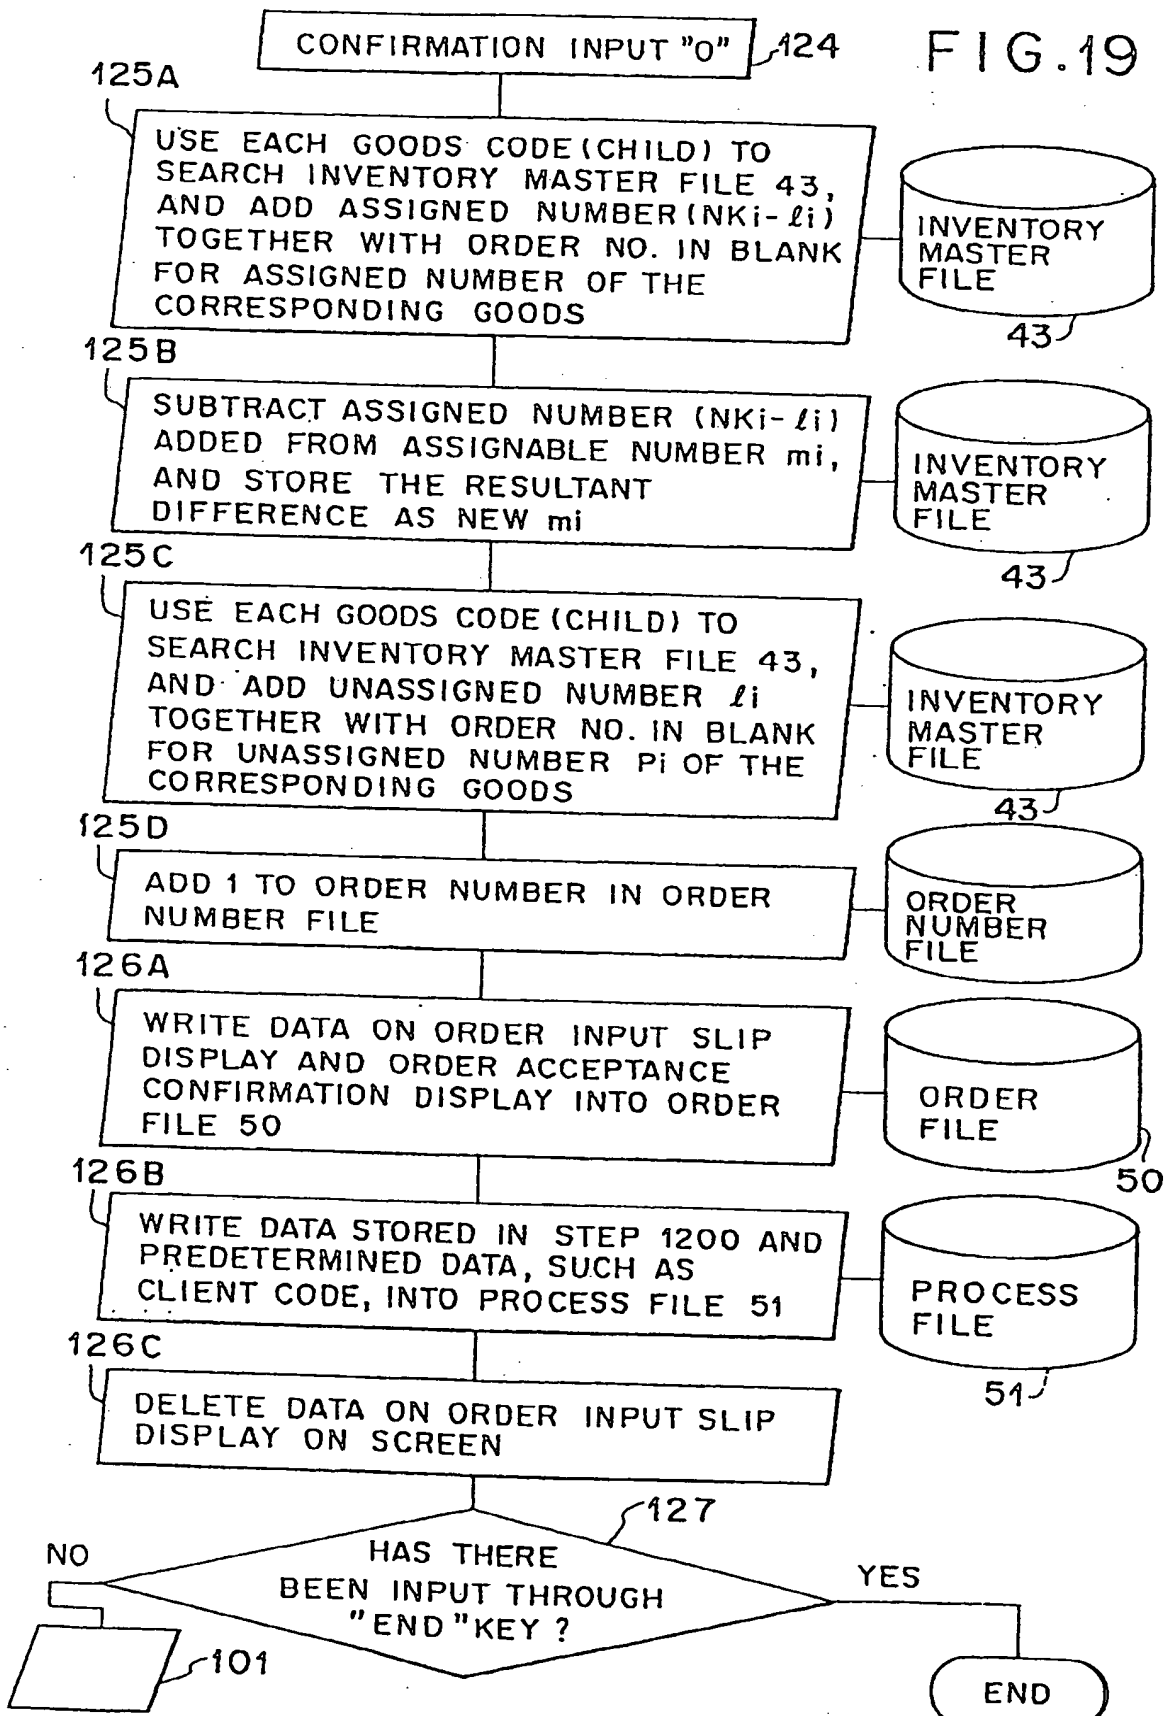 FIG.19
CONFIRMATION INPUT "0"
124
125A
USE EACH GOODS CODE (CHILD) TO
SEARCH INVENTORY MASTER FILE 43,
AND ADD ASSIGNED NUMBER (NKi-ℓi)
TOGETHER WITH ORDER NO. IN BLANK
FOR ASSIGNED NUMBER OF THE
CORRESPONDING GOODS
INVENTORY
MASTER
FILE
43
125B
SUBTRACT ASSIGNED NUMBER (NKi-ℓi)
ADDED FROM ASSIGNABLE NUMBER mi,
AND STORE THE RESULTANT
DIFFERENCE AS NEW mi
INVENTORY
MASTER
FILE
43
125C
USE EACH GOODS CODE (CHILD) TO
SEARCH INVENTORY MASTER FILE 43,
AND ADD UNASSIGNED NUMBER ℓi
TOGETHER WITH ORDER NO. IN BLANK
FOR UNASSIGNED NUMBER Pi OF THE
CORRESPONDING GOODS
INVENTORY
MASTER
FILE
43
125D
ADD 1 TO ORDER NUMBER IN ORDER
NUMBER FILE
ORDER
NUMBER
FILE
126A
WRITE DATA ON ORDER INPUT SLIP
DISPLAY AND ORDER ACCEPTANCE
CONFIRMATION DISPLAY INTO ORDER
FILE 50
ORDER
FILE
50
126B
WRITE DATA STORED IN STEP 1200 AND
PREDETERMINED DATA, SUCH AS
CLIENT CODE, INTO PROCESS FILE 51
PROCESS
FILE
51
126C
DELETE DATA ON ORDER INPUT SLIP
DISPLAY ON SCREEN
127
HAS THERE
BEEN INPUT THROUGH
"END" KEY ?
NO
YES
101
END